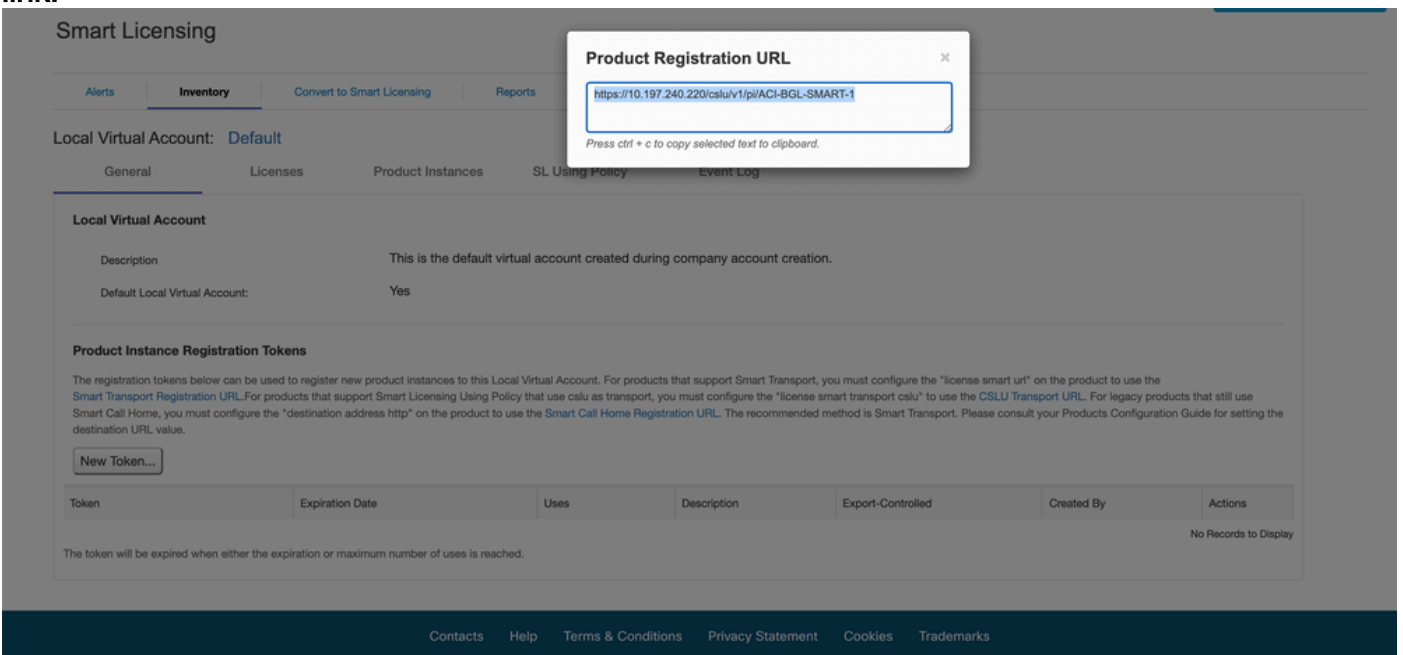 Smart Licensing
Product Registration URL ×
https://10.197.240.220/cslu/v1/pi/ACI-BGL-SMART-1
Press ctrl + c to copy selected text to clipboard.
Alerts Inventory Convert to Smart Licensing Reports
Local Virtual Account: Default
General Licenses Product Instances SL Using Policy Event Log
Local Virtual Account
Description This is the default virtual account created during company account creation.
Default Local Virtual Account: Yes
Product Instance Registration Tokens
The registration tokens below can be used to register new product instances to this Local Virtual Account. For products that support Smart Transport, you must configure the "license smart url" on the product to use the
Smart Transport Registration URL.For products that support Smart Licensing Using Policy that use cslu as transport, you must configure the "license smart transport cslu" to use the CSLU Transport URL. For legacy products that still use
Smart Call Home, you must configure the "destination address http" on the product to use the Smart Call Home Registration URL. The recommended method is Smart Transport. Please consult your Products Configuration Guide for setting the
destination URL value.
New Token...
Token Expiration Date Uses Description Export-Controlled Created By Actions
No Records to Display
The token will be expired when either the expiration or maximum number of uses is reached.
Contacts Help Terms & Conditions Privacy Statement Cookies Trademarks